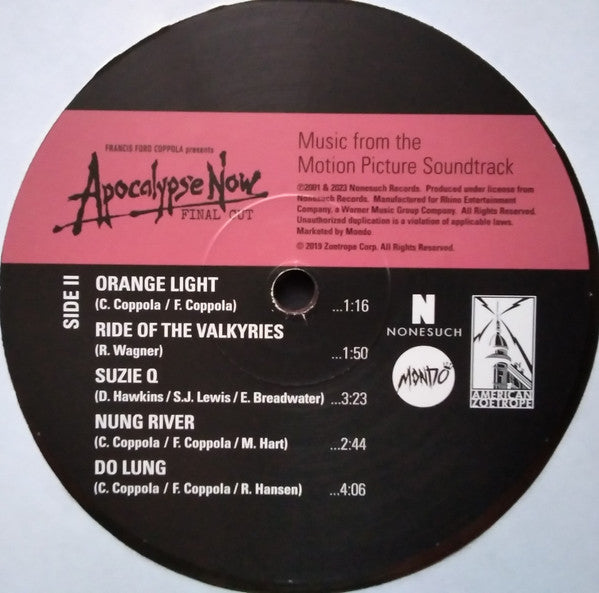 FRANCIS FORD COPPOLA presents
Apocalypse Now
FINAL CUT
Music from the
Motion Picture Soundtrack
℗2001 & 2023 Nonesuch Records. Produced under license from
Nonesuch Records. Manufactured for Rhino Entertainment
Company, a Warner Music Group Company. All Rights Reserved.
Unauthorized duplication is a violation of applicable laws.
Marketed by Mondo
© 2019 Zoetrope Corp. All Rights Reserved.
SIDE II
ORANGE LIGHT
(C. Coppola / F. Coppola) ...1:16
RIDE OF THE VALKYRIES
(R. Wagner) ...1:50
SUZIE Q
(D. Hawkins / S.J. Lewis / E. Breadwater) ...3:23
NUNG RIVER
(C. Coppola / F. Coppola / M. Hart) ...2:44
DO LUNG
(C. Coppola / F. Coppola / R. Hansen) ...4:06
N
NONESUCH
MONDO
AMERICAN
ZOETROPE